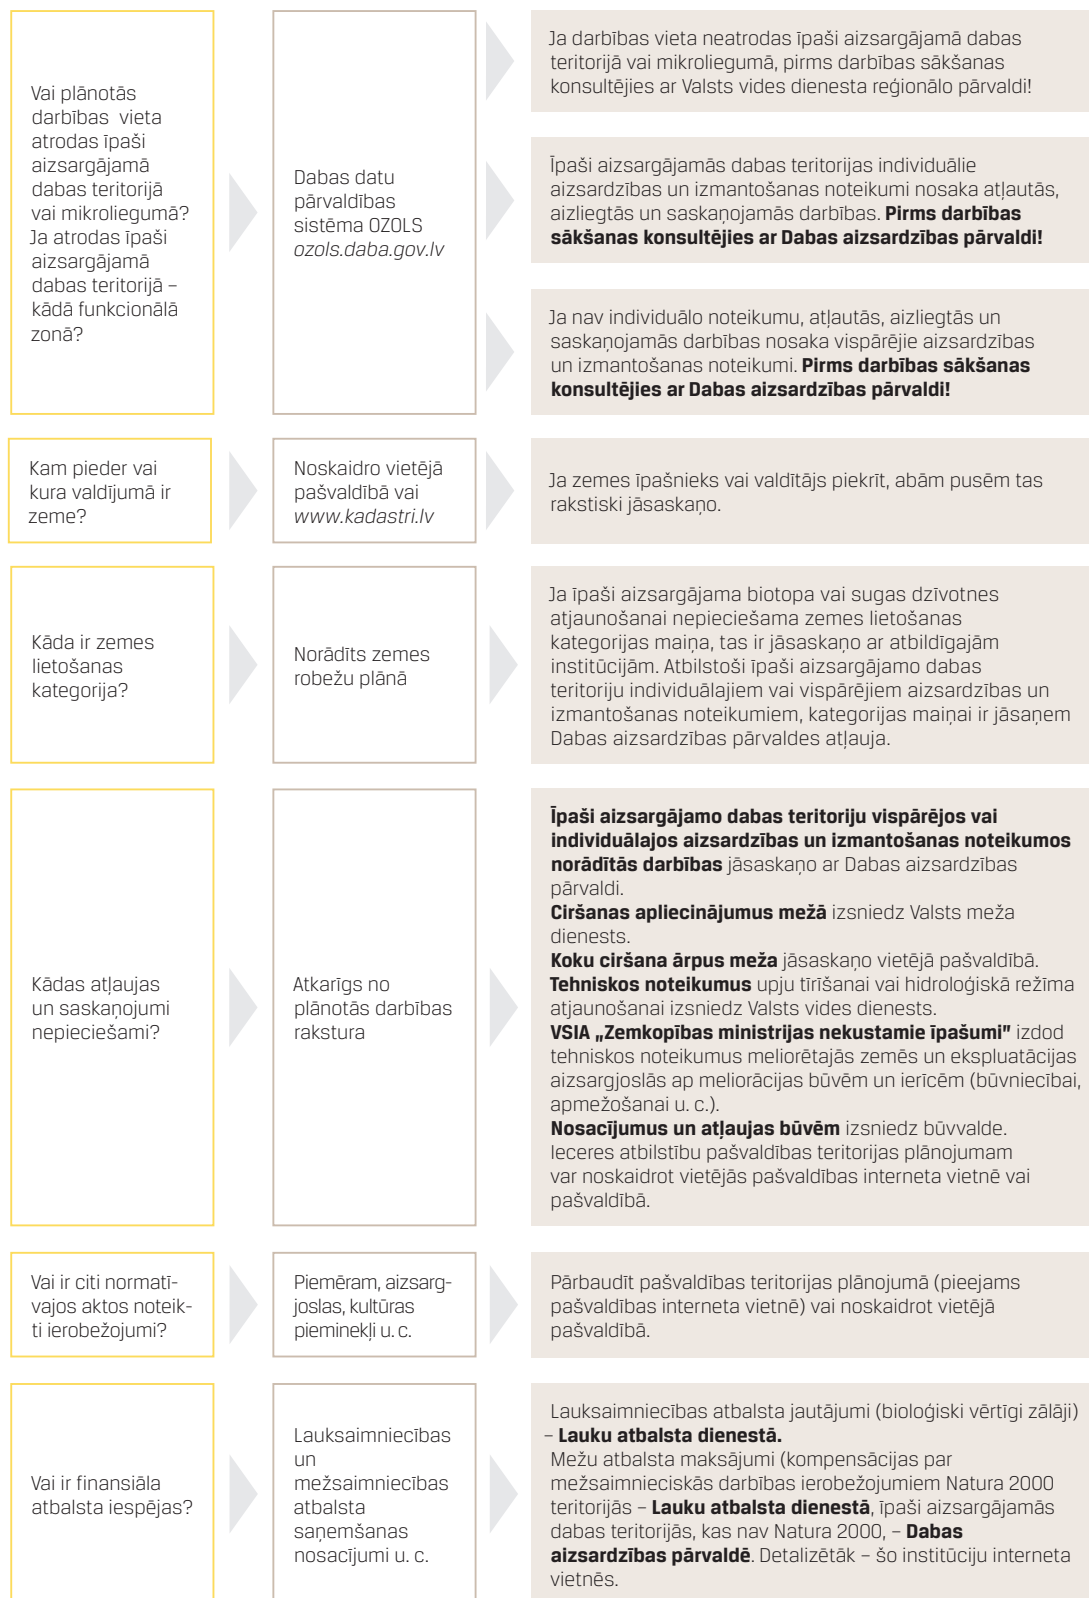 Vai plānotās
darbības vieta
atrodas īpaši
aizsargājamā
dabas teritorijā
vai mikroliegumā?
Ja atrodas īpaši
aizsargājamā
dabas teritorijā –
kādā funkcionālā
zonā?
Dabas datu
pārvaldības
sistēma OZOLS
ozols.daba.gov.lv
Ja darbības vieta neatrodas īpaši aizsargājamā dabas
teritorijā vai mikroliegumā, pirms darbības sākšanas
konsultējies ar Valsts vides dienesta reģionālo pārvaldi!
Īpaši aizsargājamās dabas teritorijas individuālie
aizsardzības un izmantošanas noteikumi nosaka atļautās,
aizliegtās un saskaņojamās darbības. Pirms darbības
sākšanas konsultējies ar Dabas aizsardzības pārvaldi!
Ja nav individuālo noteikumu, atļautās, aizliegtās un
saskaņojamās darbības nosaka vispārējie aizsardzības
un izmantošanas noteikumi. Pirms darbības sākšanas
konsultējies ar Dabas aizsardzības pārvaldi!
Kam pieder vai
kura valdījumā ir
zeme?
Noskaidro vietējā
pašvaldībā vai
www.kadastri.lv
Ja zemes īpašnieks vai valdītājs piekrīt, abām pusēm tas
rakstiski jāsaskaņo.
Kāda ir zemes
lietošanas
kategorija?
Norādīts zemes
robežu plānā
Ja īpaši aizsargājama biotopa vai sugas dzīvotnes
atjaunošanai nepieciešama zemes lietošanas
kategorijas maiņa, tas ir jāsaskaņo ar atbildīgajām
institūcijām. Atbilstoši īpaši aizsargājamo dabas
teritoriju individuālajiem vai vispārējiem aizsardzības un
izmantošanas noteikumiem, kategorijas maiņai ir jāsaņem
Dabas aizsardzības pārvaldes atļauja.
Kādas atļaujas
un saskaņojumi
nepieciešami?
Atkarīgs no
plānotās darbības
rakstura
Īpaši aizsargājamo dabas teritoriju vispārējos vai
individuālajos aizsardzības un izmantošanas noteikumos
norādītās darbības jāsaskaņo ar Dabas aizsardzības
pārvaldi.
Ciršanas apliecinājumus mežā izsniedz Valsts meža
dienests.
Koku ciršana ārpus meža jāsaskaņo vietējā pašvaldībā.
Tehniskos noteikumus upju tīrīšanai vai hidroloģiskā režīma
atjaunošanai izsniedz Valsts vides dienests.
VSIA „Zemkopības ministrijas nekustamie īpašumi” izdod
tehniskos noteikumus meliorētajās zemēs un ekspluatācijas
aizsargjoslās ap meliorācijas būvēm un ierīcēm (būvniecībai,
apmežošanai u. c.).
Nosacījumus un atļaujas būvēm izsniedz būvvalde.
Ieceres atbilstību pašvaldības teritorijas plānojumam
var noskaidrot vietējās pašvaldības interneta vietnē vai
pašvaldībā.
Vai ir citi normatī-
vajos aktos noteik-
ti ierobežojumi?
Piemēram, aizsarg-
joslas, kultūras
pieminekļi u. c.
Pārbaudīt pašvaldības teritorijas plānojumā (pieejams
pašvaldības interneta vietnē) vai noskaidrot vietējā
pašvaldībā.
Vai ir finansiāla
atbalsta iespējas?
Lauksaimniecības
un
mežsaimniecības
atbalsta
saņemšanas
nosacījumi u. c.
Lauksaimniecības atbalsta jautājumi (bioloģiski vērtīgi zālāji)
– Lauku atbalsta dienestā.
Mežu atbalsta maksājumi (kompensācijas par
mežsaimnieciskās darbības ierobežojumiem Natura 2000
teritorijās – Lauku atbalsta dienestā, īpaši aizsargājamās
dabas teritorijās, kas nav Natura 2000, – Dabas
aizsardzības pārvaldē. Detalizētāk – šo institūciju interneta
vietnēs.